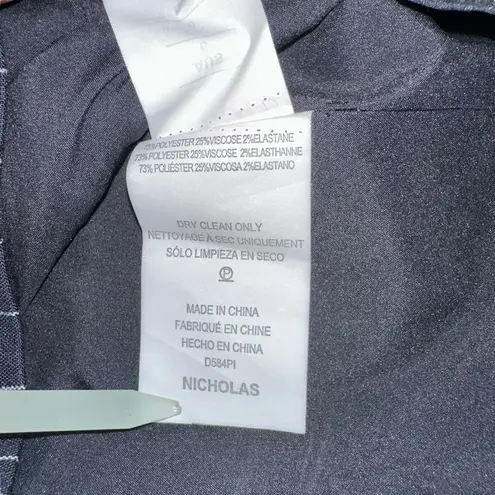 73%POLYESTER 25%VISCOSE 2%ELASTANE
73%POLYESTER 25%VISCOSE 2%ELASTHANNE
73%POLIÉSTER 25%VISCOSA 2%ELASTANO
DRY CLEAN ONLY
NETTOYAGE À SEC UNIQUEMENT
SÓLO LIMPIEZA EN SECO
P
MADE IN CHINA
FABRIQUÉ EN CHINE
HECHO EN CHINA
D584PI
NICHOLAS